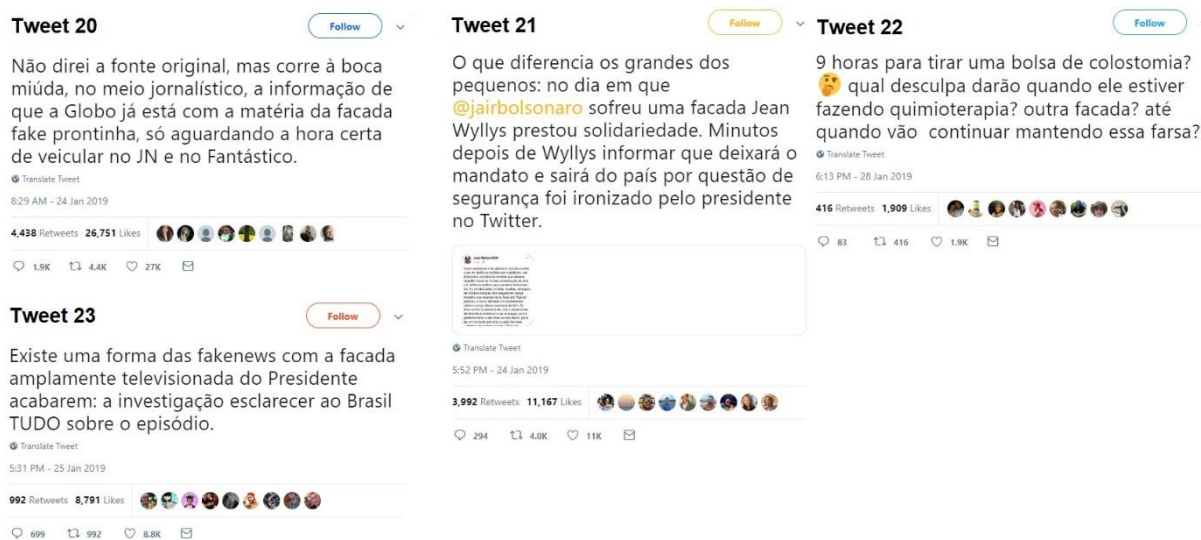 Tweet 20
Follow
Não direi a fonte original, mas corre à boca
miúda, no meio jornalístico, a informação de
que a Globo já está com a matéria da facada
fake prontinha, só aguardando a hora certa
de veicular no JN e no Fantástico.
Translate Tweet
8:29 AM - 24 Jan 2019
4,438 Retweets 26,751 Likes
1.9K 4.4K 27K
Tweet 21
Follow
O que diferencia os grandes dos
pequenos: no dia em que
@jairbolsonaro sofreu uma facada Jean
Wyllys prestou solidariedade. Minutos
depois de Wyllys informar que deixará o
mandato e sairá do país por questão de
segurança foi ironizado pelo presidente
no Twitter.
Translate Tweet
5:52 PM - 24 Jan 2019
3,992 Retweets 11,167 Likes
294 4.0K 11K
Tweet 22
Follow
9 horas para tirar uma bolsa de colostomia?
🤔 qual desculpa darão quando ele estiver
fazendo quimioterapia? outra facada? até
quando vão continuar mantendo essa farsa?
Translate Tweet
6:13 PM - 28 Jan 2019
416 Retweets 1,909 Likes
83 416 1.9K
Tweet 23
Follow
Existe uma forma das fakenews com a facada
amplamente televisionada do Presidente
acabarem: a investigação esclarecer ao Brasil
TUDO sobre o episódio.
Translate Tweet
5:31 PM - 25 Jan 2019
992 Retweets 8,791 Likes
699 992 8.8K